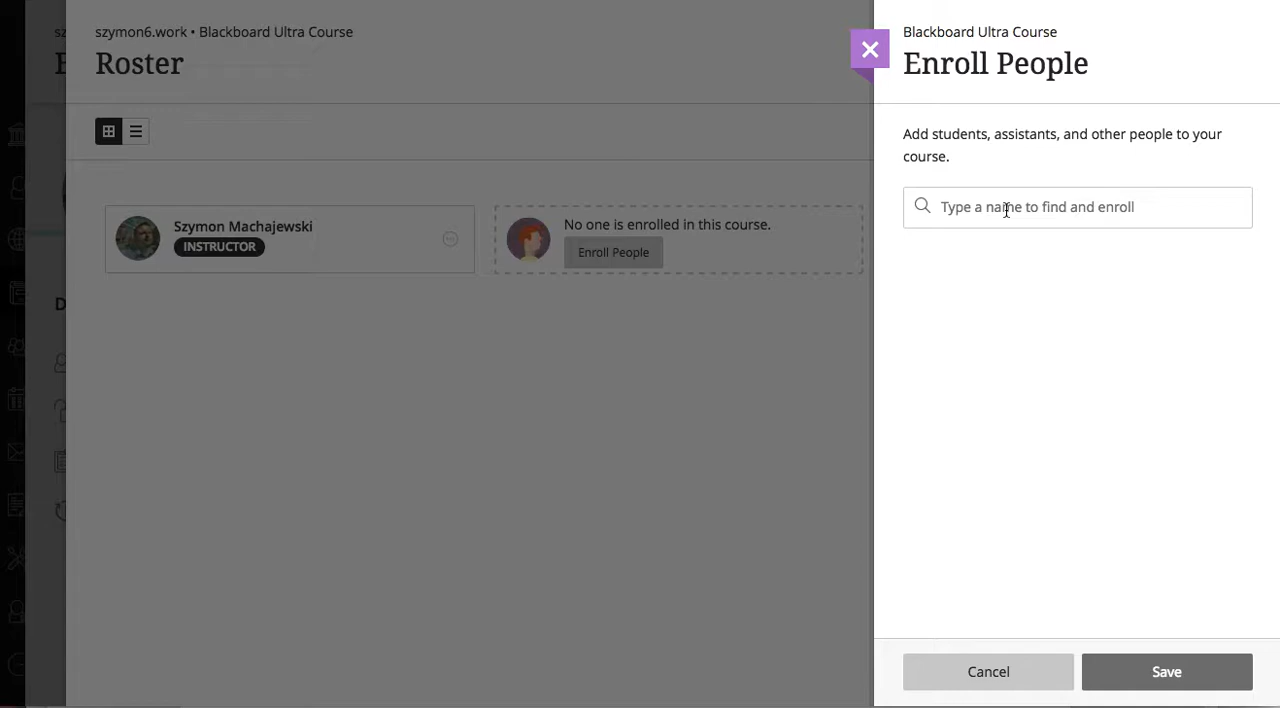 sz
E
D
szymon6.work • Blackboard Ultra Course
Roster
Szymon Machajewski
INSTRUCTOR
No one is enrolled in this course.
Enroll People
Blackboard Ultra Course
Enroll People
Add students, assistants, and other people to your
course.
Type a name to find and enroll
Cancel
Save